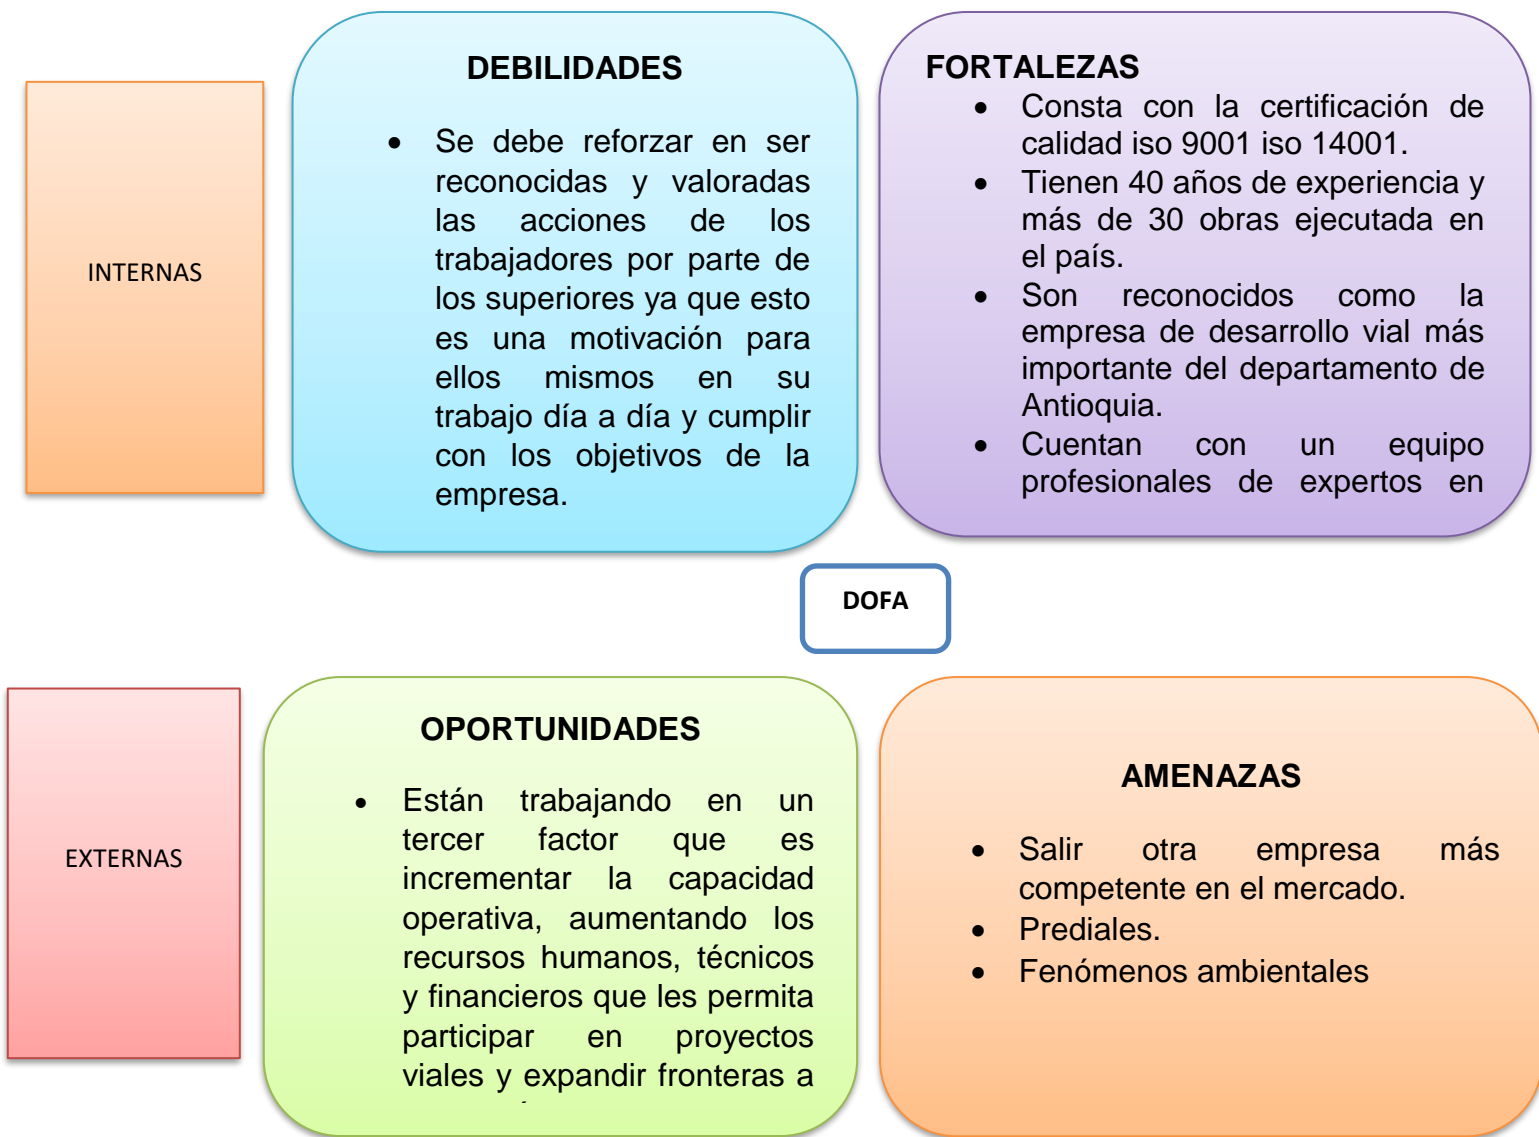 INTERNAS
DEBILIDADES
• Se debe reforzar en ser
reconocidas y valoradas
las acciones de los
trabajadores por parte de
los superiores ya que esto
es una motivación para
ellos mismos en su
trabajo día a día y cumplir
con los objetivos de la
empresa.
FORTALEZAS
• Consta con la certificación de
calidad iso 9001 iso 14001.
• Tienen 40 años de experiencia y
más de 30 obras ejecutada en
el país.
• Son reconocidos como la
empresa de desarrollo vial más
importante del departamento de
Antioquia.
• Cuentan con un equipo
profesionales de expertos en
DOFA
EXTERNAS
OPORTUNIDADES
• Están trabajando en un
tercer factor que es
incrementar la capacidad
operativa, aumentando los
recursos humanos, técnicos
y financieros que les permita
participar en proyectos
viales y expandir fronteras a
AMENAZAS
• Salir otra empresa más
competente en el mercado.
• Prediales.
• Fenómenos ambientales